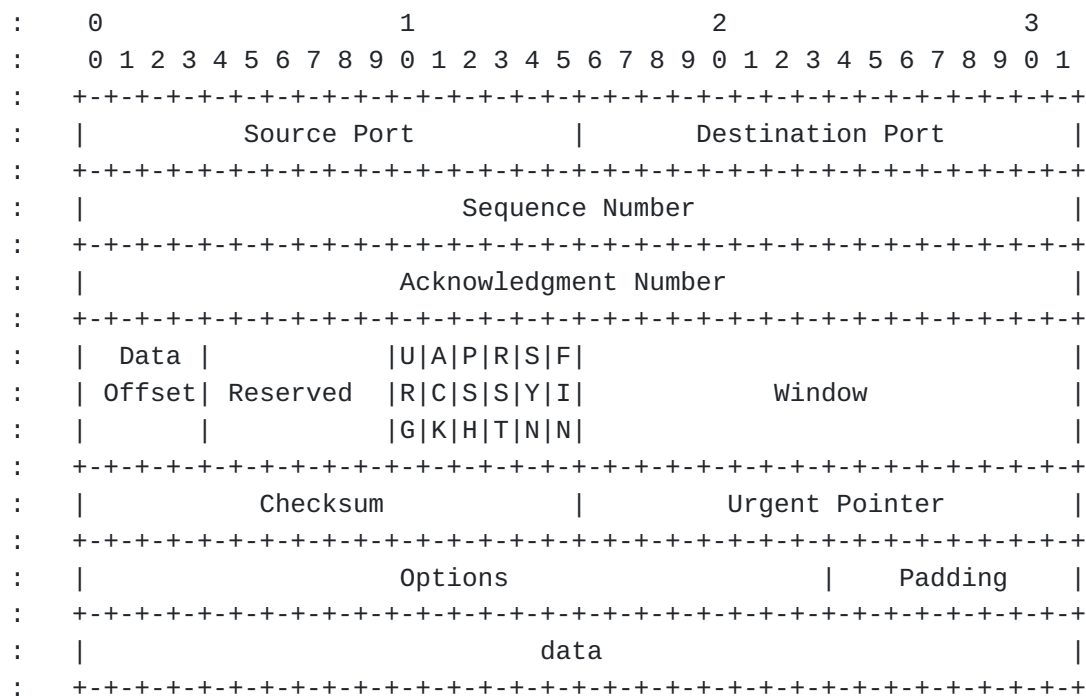 :    0                   1                   2                   3
:    0 1 2 3 4 5 6 7 8 9 0 1 2 3 4 5 6 7 8 9 0 1 2 3 4 5 6 7 8 9 0 1
:   +-+-+-+-+-+-+-+-+-+-+-+-+-+-+-+-+-+-+-+-+-+-+-+-+-+-+-+-+-+-+-+-+
:   |          Source Port          |       Destination Port        |
:   +-+-+-+-+-+-+-+-+-+-+-+-+-+-+-+-+-+-+-+-+-+-+-+-+-+-+-+-+-+-+-+-+
:   |                        Sequence Number                        |
:   +-+-+-+-+-+-+-+-+-+-+-+-+-+-+-+-+-+-+-+-+-+-+-+-+-+-+-+-+-+-+-+-+
:   |                    Acknowledgment Number                      |
:   +-+-+-+-+-+-+-+-+-+-+-+-+-+-+-+-+-+-+-+-+-+-+-+-+-+-+-+-+-+-+-+-+
:   |  Data |           |U|A|P|R|S|F|                               |
:   | Offset| Reserved  |R|C|S|S|Y|I|            Window             |
:   |       |           |G|K|H|T|N|N|                               |
:   +-+-+-+-+-+-+-+-+-+-+-+-+-+-+-+-+-+-+-+-+-+-+-+-+-+-+-+-+-+-+-+-+
:   |           Checksum            |         Urgent Pointer        |
:   +-+-+-+-+-+-+-+-+-+-+-+-+-+-+-+-+-+-+-+-+-+-+-+-+-+-+-+-+-+-+-+-+
:   |                    Options                    |    Padding    |
:   +-+-+-+-+-+-+-+-+-+-+-+-+-+-+-+-+-+-+-+-+-+-+-+-+-+-+-+-+-+-+-+-+
:   |                             data                              |
:   +-+-+-+-+-+-+-+-+-+-+-+-+-+-+-+-+-+-+-+-+-+-+-+-+-+-+-+-+-+-+-+-+